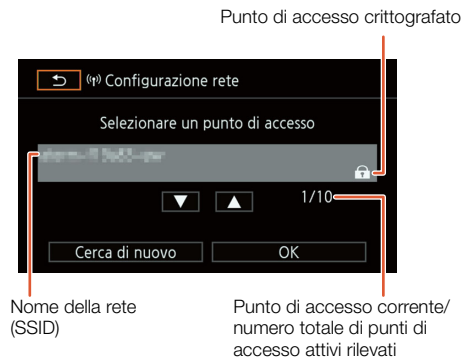 Punto di accesso crittografato
Configurazione rete
Selezionare un punto di accesso
1/10
Cerca di nuovo
OK
Nome della rete
(SSID)
Punto di accesso corrente/
numero totale di punti di
accesso attivi rilevati